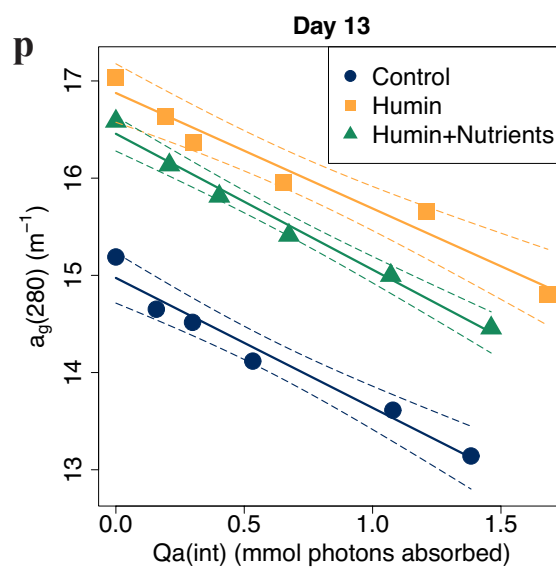 p
Day 13
Control
Humin
Humin+Nutrients
a_g(280) (m⁻¹)
17
16
15
14
13
0.0 0.5 1.0 1.5
Qa(int) (mmol photons absorbed)